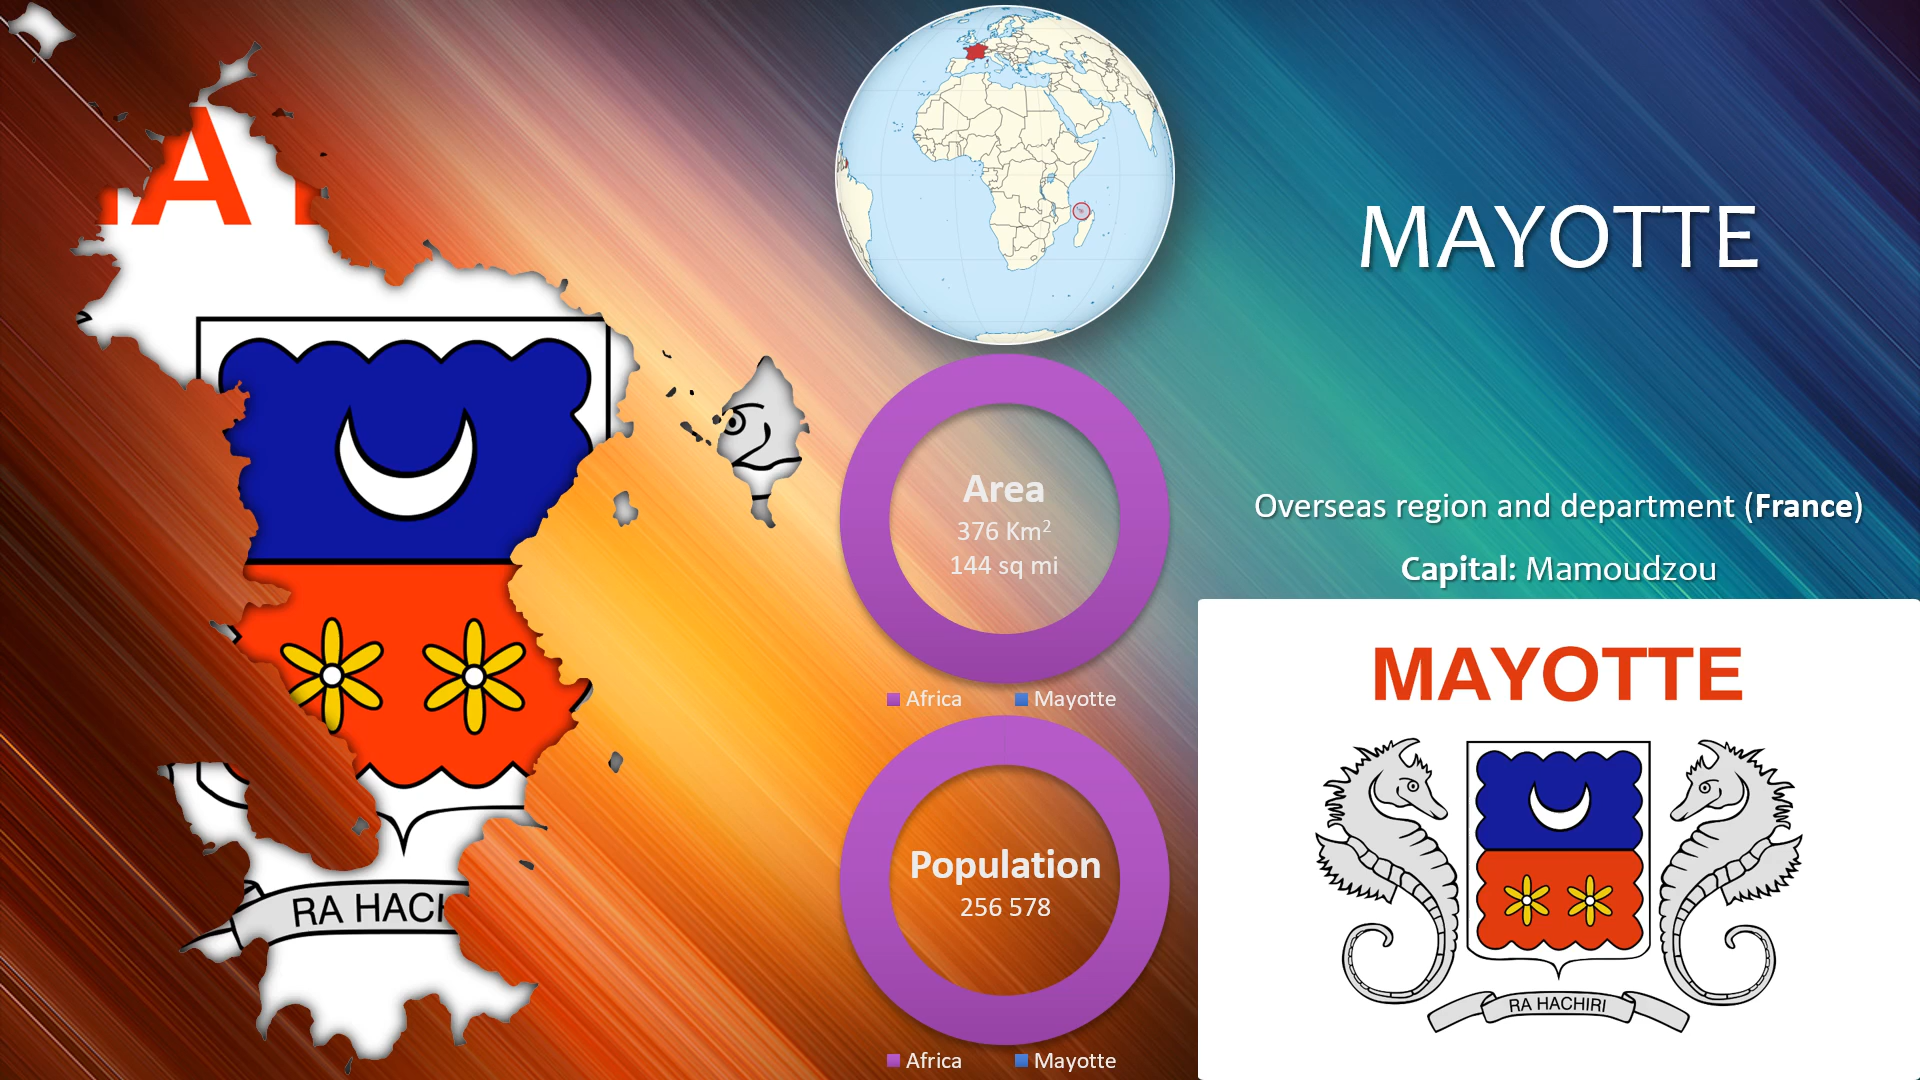 MAYOTTE
Overseas region and department (France)
Capital: Mamoudzou
Area
376 Km²
144 sq mi
Africa
Mayotte
Population
256 578
Africa
Mayotte
MAYOTTE
RA HACHIRI
A
RA HACH